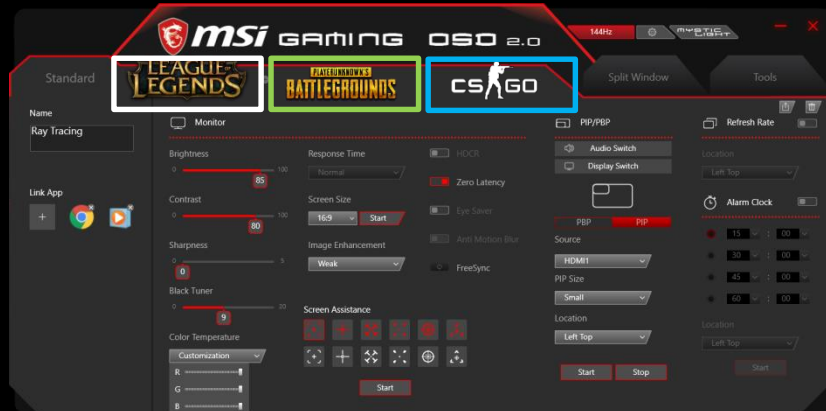 msi GAMING OSD 2.0
144Hz
MYSTIC LIGHT
Standard
LEAGUE OF LEGENDS
PLAYERUNKNOWN'S BATTLEGROUNDS
CS GO
Split Window
Tools
Name
Ray Tracing
Link App
Monitor
Brightness
0
100
85
Contrast
0
100
80
Sharpness
0
5
0
Black Tuner
0
20
9
Color Temperature
Customization
R
G
B
Response Time
Normal
Screen Size
16:9
Start
Image Enhancement
Weak
HDCR
Zero Latency
Eye Saver
Anti Motion Blur
FreeSync
Screen Assistance
Start
PIP/PBP
Audio Switch
Display Switch
PBP
PIP
Source
HDMI1
PIP Size
Small
Location
Left Top
Start
Stop
Refresh Rate
Location
Left Top
Alarm Clock
15 : 00
30 : 00
45 : 00
60 : 00
Location
Left Top
Start